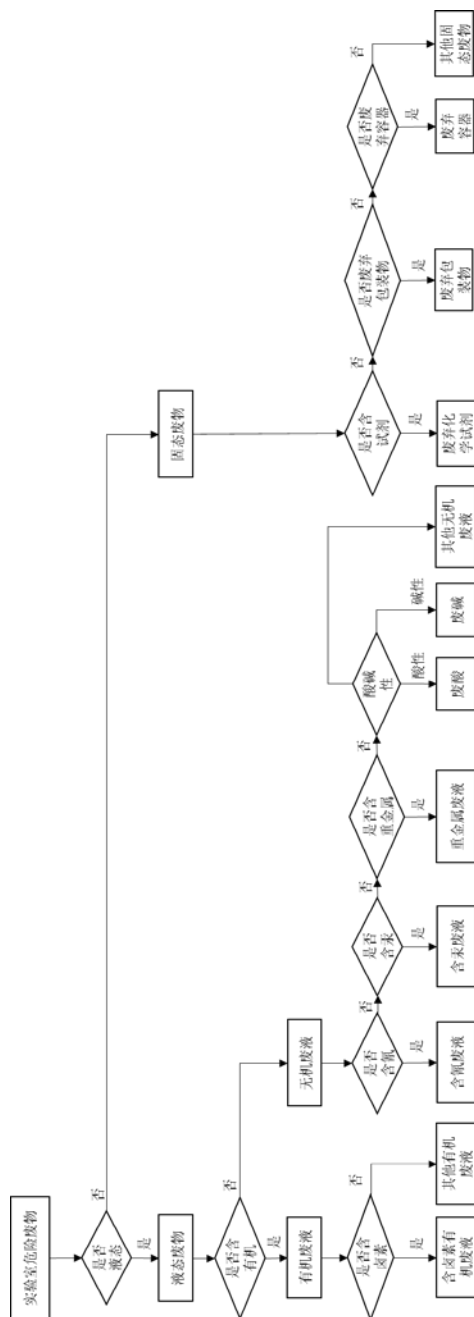 实验室危险废物
是否
液态
否
是
液态废物
固态废物
是否含
有机
否
是
有机废液
无机废液
是否含
卤素
否
是
含卤素有
机废液
其他有机
废液
是否
含氰
否
是
含氰废液
是否
含汞
否
是
含汞废液
是否含
重金属
否
是
重金属废液
酸碱
性
酸性
碱性
废酸
废碱
其他无机
废液
是否含
试剂
否
是
废弃化
学试剂
是否废弃
包装物
否
是
废弃包
装物
是否废
弃容器
否
是
废弃
容器
其他固
态废物